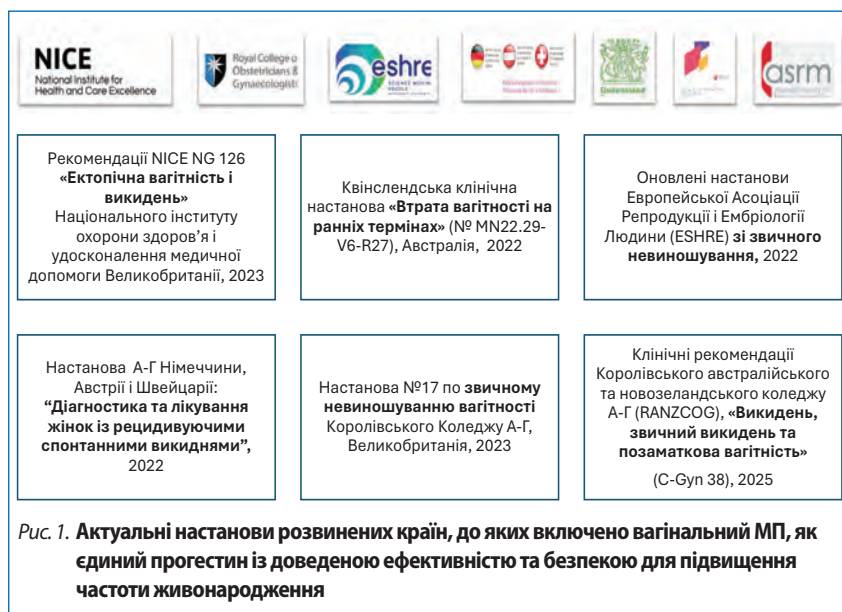 NICE
National Institute for
Health and Care Excellence
Royal College o
Obstetricians &
Gynaecologist
eshre
asrm
Рекомендації NICE NG 126
«Ектопічна вагітність і
викидень»
Національного інституту
охорони здоров'я і
удосконалення медичної
допомоги Великобританії, 2023
Квінслендська клінічна
настанова «Втрата вагітності на
ранніх термінах» (№ MN22.29-
V6-R27), Австралія, 2022
Оновлені настанови
Европейської Асоціації
Репродукції і Ембріології
Людини (ESHRE) зі звичного
невиношування, 2022
Настанова А-Г Німеччини,
Австрії і Швейцарії:
“Діагностика та лікування
жінок із рецидивуючими
спонтанними викиднями”,
2022
Настанова №17 по звичному
невиношуванню вагітності
Королівського Коледжу А-Г,
Великобританія, 2023
Клінічні рекомендації
Королівського австралійського
та новозеландського коледжу
А-Г (RANZCOG), «Викидень,
звичний викидень та
позаматкова вагітність»
(C-Gyn 38), 2025
Рис. 1. Актуальні настанови розвинених країн, до яких включено вагінальний МП, як
єдиний прогестин із доведеною ефективністю та безпекою для підвищення
частоти живонародження